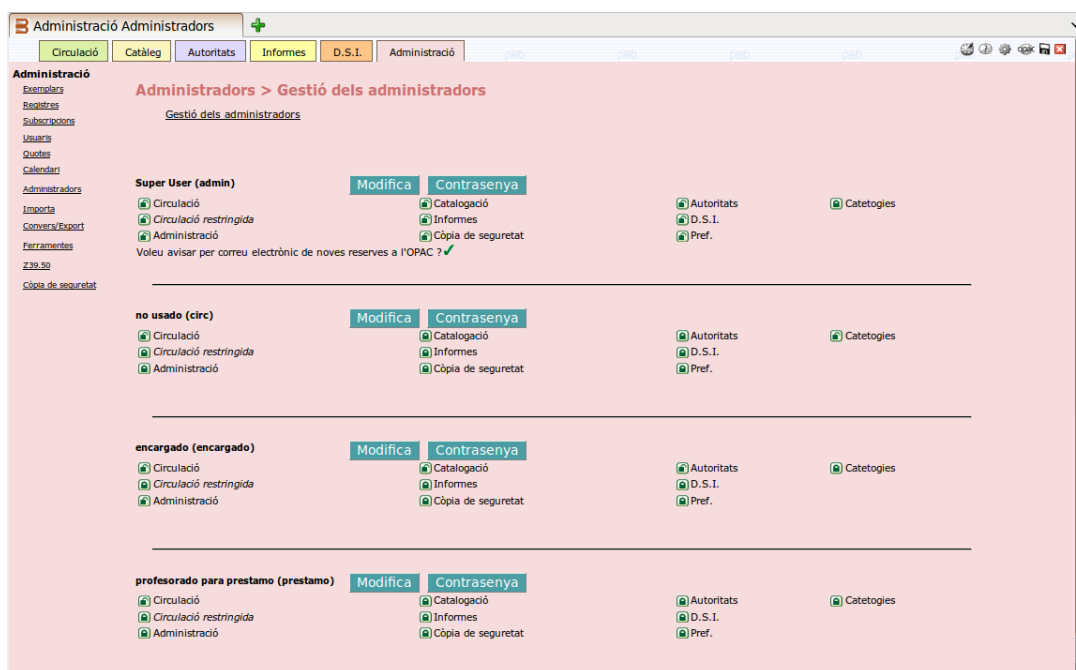 Administració Administradors
Circulació Catàleg Autoritats Informes D.S.I. Administració
Administració
Exemplars
Registres
Subscripcions
Usuaris
Quotes
Calendari
Administradors
Importa
Convers/Export
Ferramentes
Z39.50
Còpia de seguretat
Administradors > Gestió dels administradors
Gestió dels administradors
Super User (admin) Modifica Contrasenya
Circulació Catalogació Autoritats Catetogies
Circulació restringida Informes D.S.I.
Administració Còpia de seguretat Pref.
Voleu avisar per correu electrònic de noves reserves a l'OPAC ?
no usado (circ) Modifica Contrasenya
Circulació Catalogació Autoritats Catetogies
Circulació restringida Informes D.S.I.
Administració Còpia de seguretat Pref.
encargado (encargado) Modifica Contrasenya
Circulació Catalogació Autoritats Catetogies
Circulació restringida Informes D.S.I.
Administració Còpia de seguretat Pref.
profesorado para prestamo (prestamo) Modifica Contrasenya
Circulació Catalogació Autoritats Catetogies
Circulació restringida Informes D.S.I.
Administració Còpia de seguretat Pref.